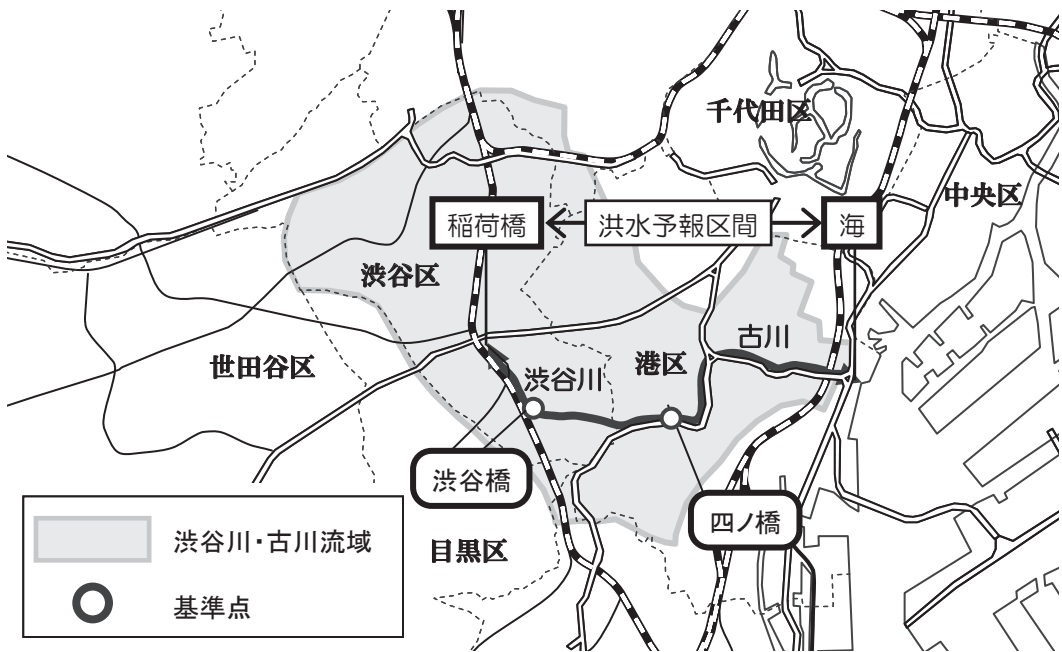 千代田区
中央区
稲荷橋
洪水予報区間
海
渋谷区
世田谷区
古川
港区
渋谷川
渋谷橋
四ノ橋
目黒区
渋谷川・古川流域
基準点